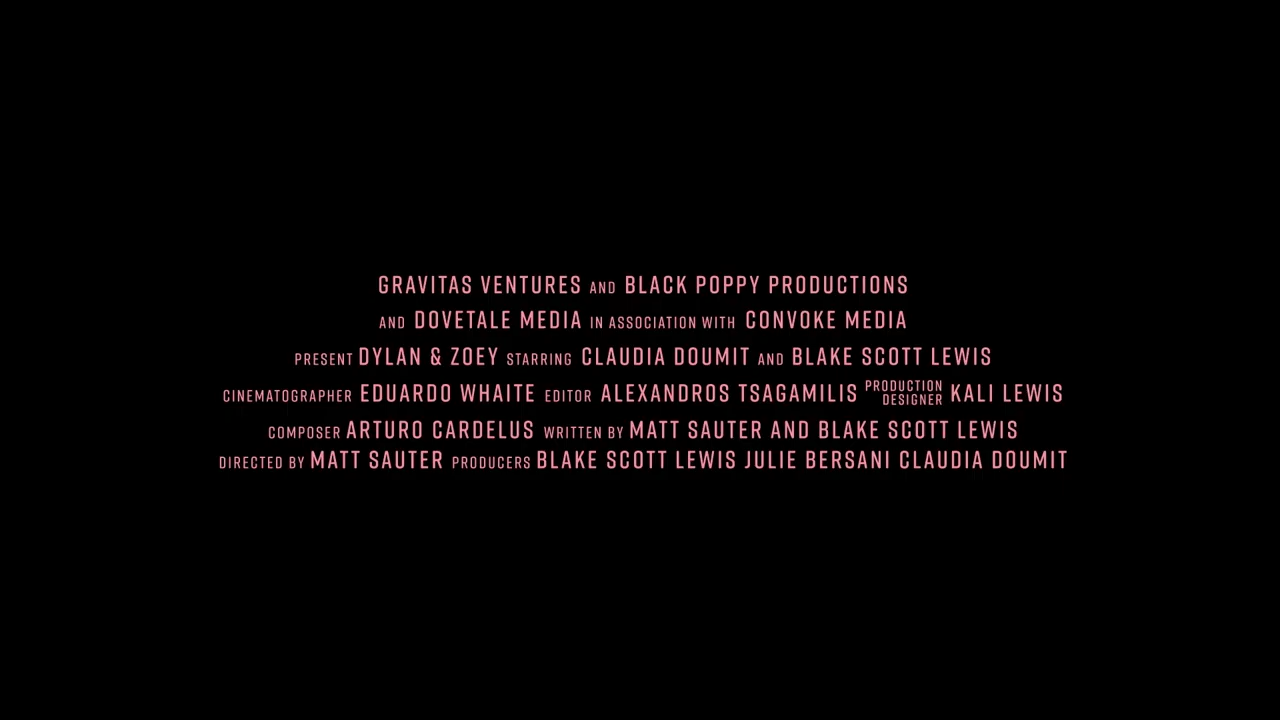 GRAVITAS VENTURES AND BLACK POPPY PRODUCTIONS
AND DOVETALE MEDIA IN ASSOCIATION WITH CONVOKE MEDIA
PRESENT DYLAN & ZOEY STARRING CLAUDIA DOUMIT AND BLAKE SCOTT LEWIS
CINEMATOGRAPHER EDUARDO WHAITE EDITOR ALEXANDROS TSAGAMILIS PRODUCTION DESIGNER KALI LEWIS
COMPOSER ARTURO CARDELUS WRITTEN BY MATT SAUTER AND BLAKE SCOTT LEWIS
DIRECTED BY MATT SAUTER PRODUCERS BLAKE SCOTT LEWIS JULIE BERSANI CLAUDIA DOUMIT